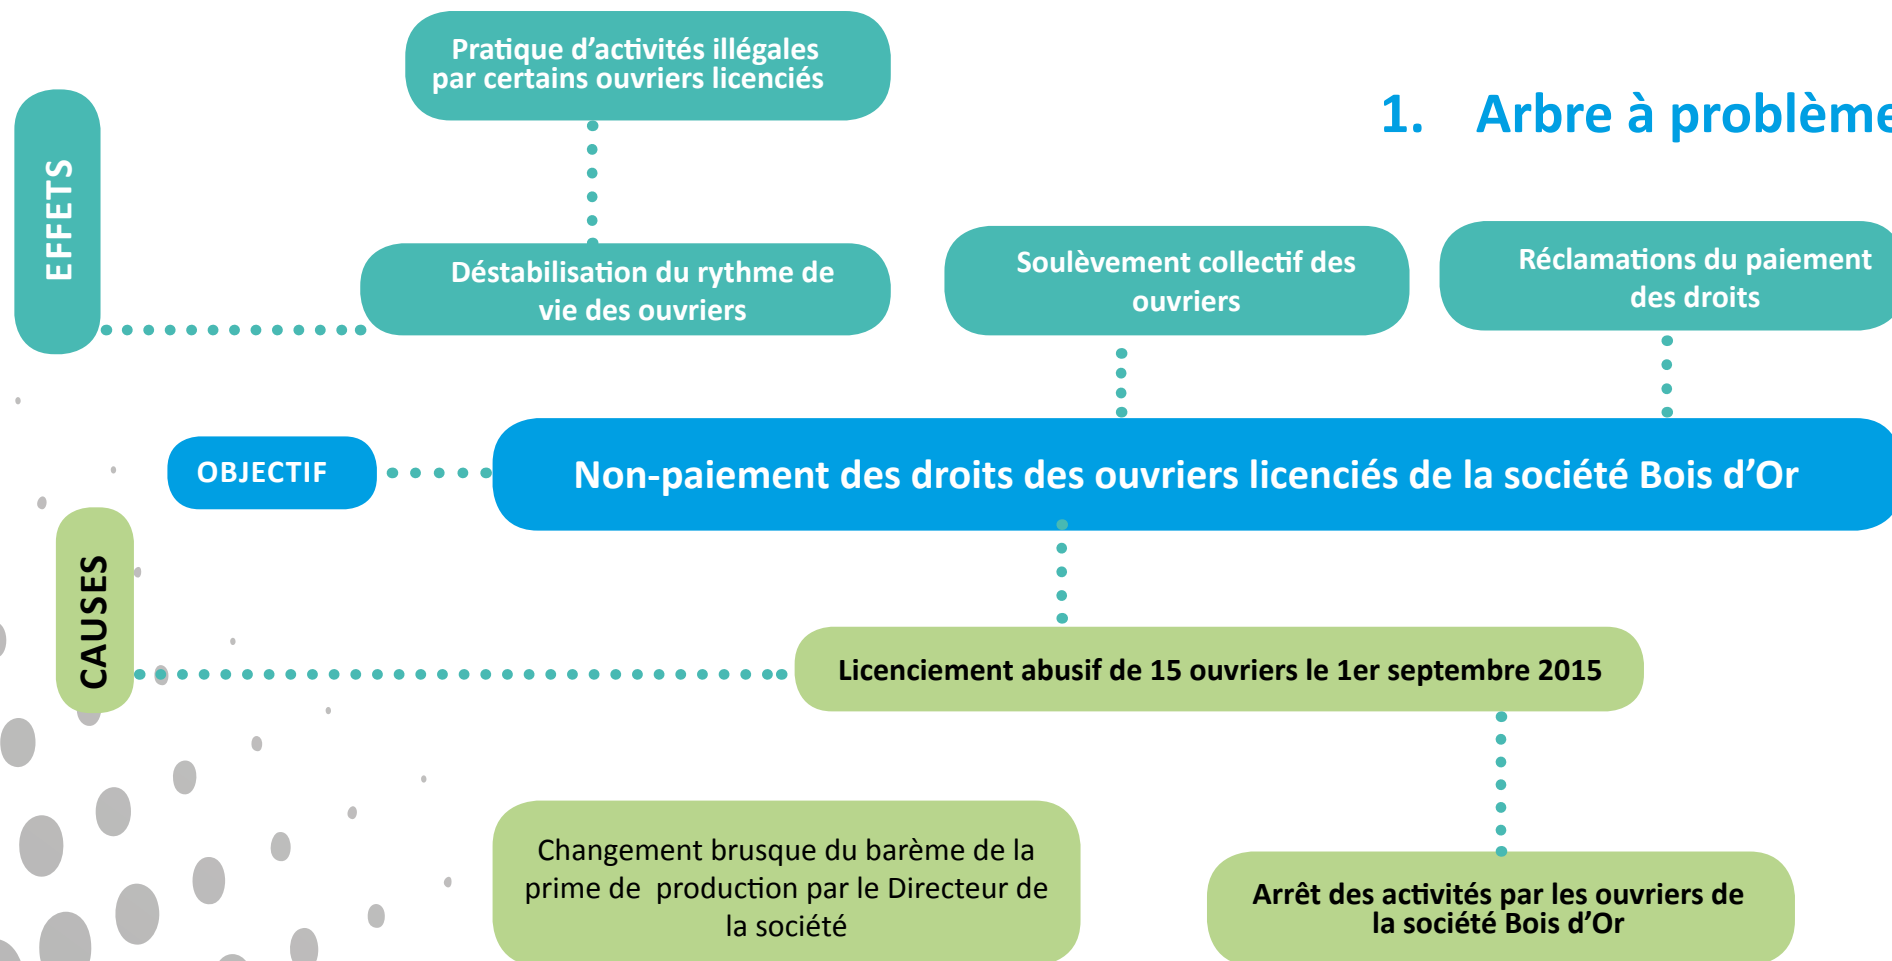 Pratique d'activités illégales
par certains ouvriers licenciés
1. Arbre à problème
EFFETS
Déstabilisation du rythme de
vie des ouvriers
Soulèvement collectif des
ouvriers
Réclamations du paiement
des droits
OBJECTIF
Non-paiement des droits des ouvriers licenciés de la société Bois d'Or
CAUSES
Licenciement abusif de 15 ouvriers le 1er septembre 2015
Changement brusque du barème de la
prime de production par le Directeur de
la société
Arrêt des activités par les ouvriers de
la société Bois d'Or